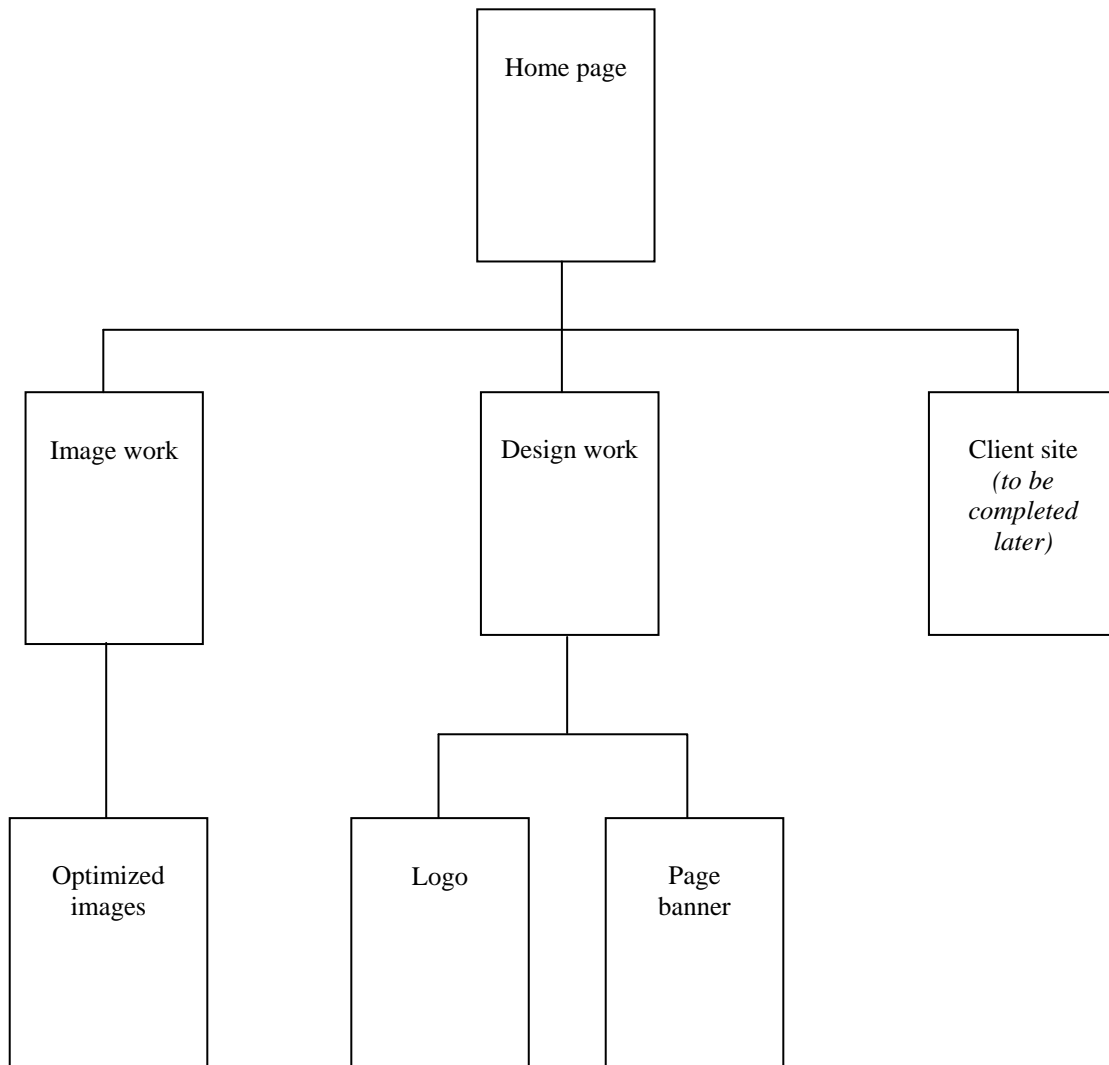 Home page
Image work
Design work
Client site
(to be
completed
later)
Optimized
images
Logo
Page
banner